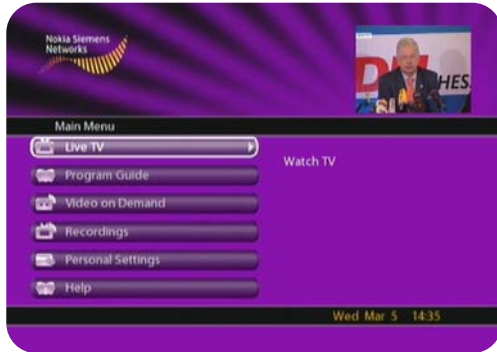 Nokia Siemens
Networks
HES
Main Menu
Live TV
Watch TV
Program Guide
Video on Demand
Recordings
Personal Settings
Help
Wed Mar 5 14:35